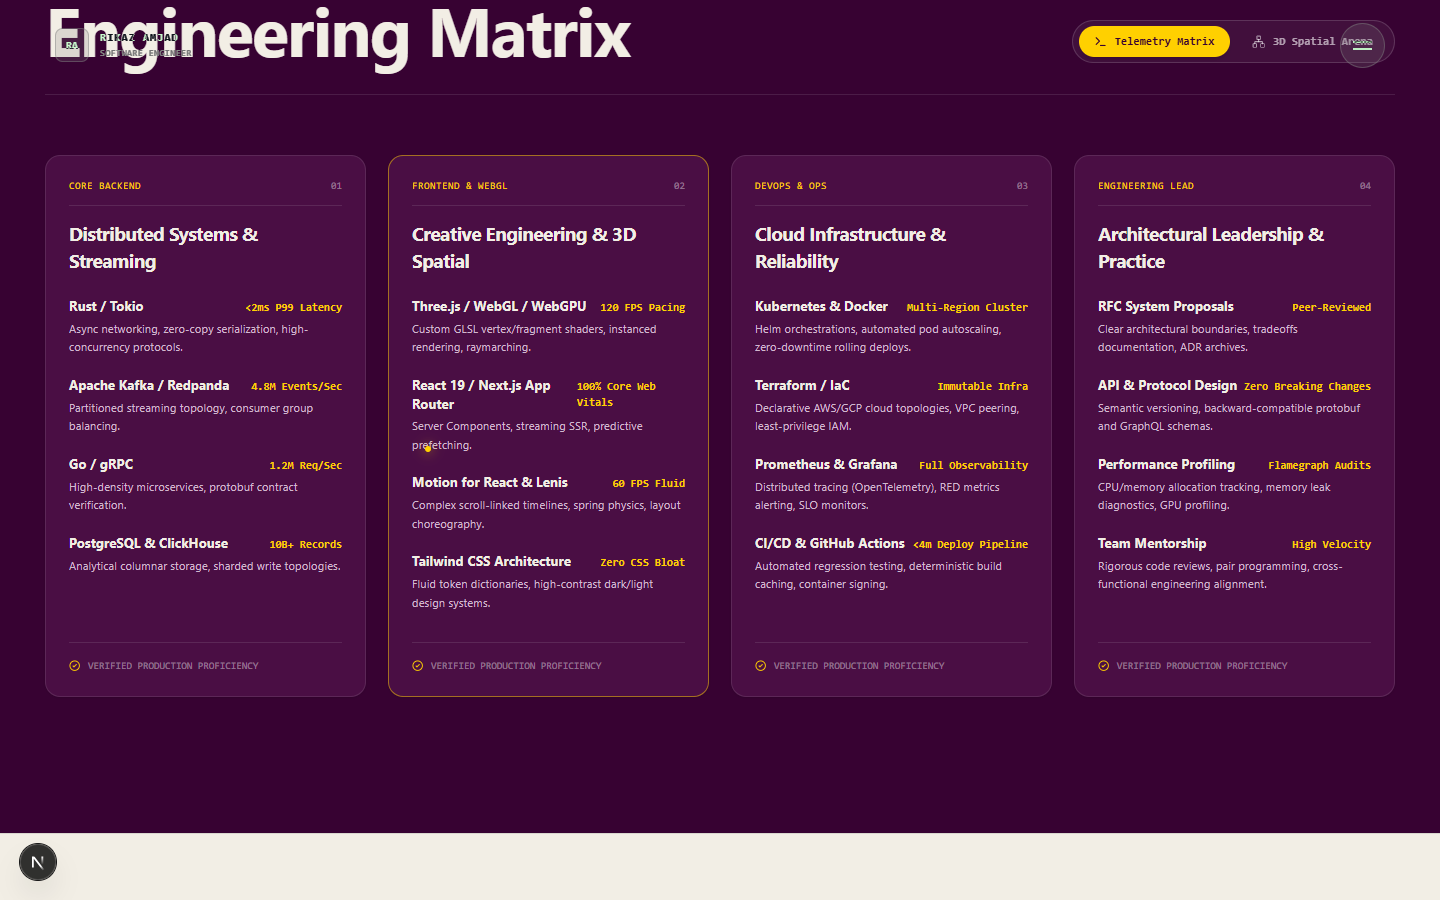 Engineering Matrix
RA
RIKAZ AMJAD
SOFTWARE ENGINEER
Telemetry Matrix
3D Spatial Arena
CORE BACKEND
01
Distributed Systems &
Streaming
Rust / Tokio
<2ms P99 Latency
Async networking, zero-copy serialization, high-
concurrency protocols.
Apache Kafka / Redpanda
4.8M Events/Sec
Partitioned streaming topology, consumer group
balancing.
Go / gRPC
1.2M Req/Sec
High-density microservices, protobuf contract
verification.
PostgreSQL & ClickHouse
10B+ Records
Analytical columnar storage, sharded write topologies.
VERIFIED PRODUCTION PROFICIENCY
FRONTEND & WEBGL
02
Creative Engineering & 3D
Spatial
Three.js / WebGL / WebGPU
120 FPS Pacing
Custom GLSL vertex/fragment shaders, instanced
rendering, raymarching.
React 19 / Next.js App
Router
100% Core Web
Vitals
Server Components, streaming SSR, predictive
prefetching.
Motion for React & Lenis
60 FPS Fluid
Complex scroll-linked timelines, spring physics, layout
choreography.
Tailwind CSS Architecture
Zero CSS Bloat
Fluid token dictionaries, high-contrast dark/light
design systems.
VERIFIED PRODUCTION PROFICIENCY
DEVOPS & OPS
03
Cloud Infrastructure &
Reliability
Kubernetes & Docker
Multi-Region Cluster
Helm orchestrations, automated pod autoscaling,
zero-downtime rolling deploys.
Terraform / IaC
Immutable Infra
Declarative AWS/GCP cloud topologies, VPC peering,
least-privilege IAM.
Prometheus & Grafana
Full Observability
Distributed tracing (OpenTelemetry), RED metrics
alerting, SLO monitors.
CI/CD & GitHub Actions
<4m Deploy Pipeline
Automated regression testing, deterministic build
caching, container signing.
VERIFIED PRODUCTION PROFICIENCY
ENGINEERING LEAD
04
Architectural Leadership &
Practice
RFC System Proposals
Peer-Reviewed
Clear architectural boundaries, tradeoffs
documentation, ADR archives.
API & Protocol Design
Zero Breaking Changes
Semantic versioning, backward-compatible protobuf
and GraphQL schemas.
Performance Profiling
Flamegraph Audits
CPU/memory allocation tracking, memory leak
diagnostics, GPU profiling.
Team Mentorship
High Velocity
Rigorous code reviews, pair programming, cross-
functional engineering alignment.
VERIFIED PRODUCTION PROFICIENCY
N